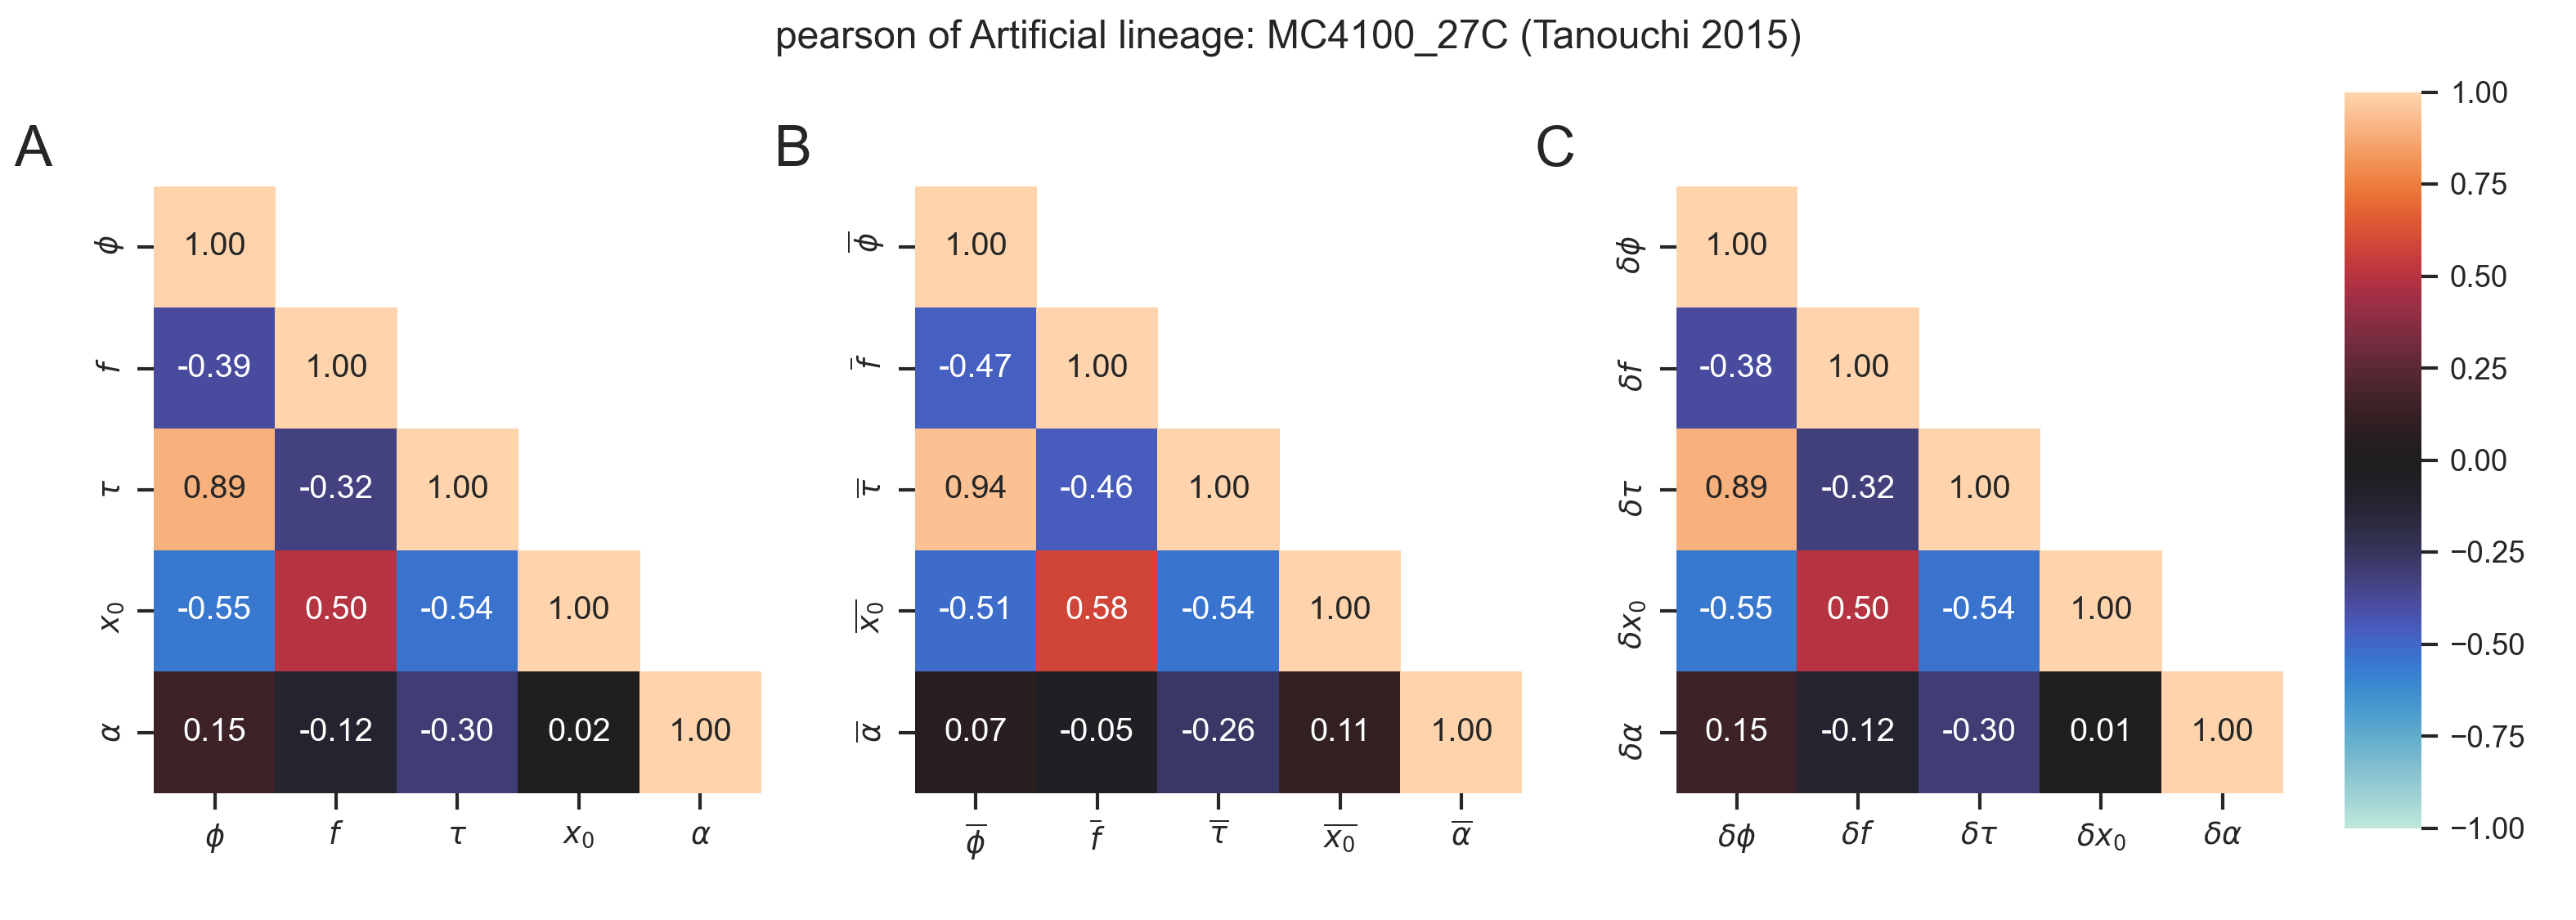 pearson of Artificial lineage: MC4100_27C (Tanouchi 2015)
A
B
C
ϕ 1.00
f -0.39 1.00
τ 0.89 -0.32 1.00
x₀ -0.55 0.50 -0.54 1.00
α 0.15 -0.12 -0.30 0.02 1.00
ϕ f τ x₀ α
ϕ̅ 1.00
f̅ -0.47 1.00
τ̅ 0.94 -0.46 1.00
x̅₀̅ -0.51 0.58 -0.54 1.00
α̅ 0.07 -0.05 -0.26 0.11 1.00
ϕ̅ f̅ τ̅ x̅₀̅ α̅
δϕ 1.00
δf -0.38 1.00
δτ 0.89 -0.32 1.00
δx₀ -0.55 0.50 -0.54 1.00
δα 0.15 -0.12 -0.30 0.01 1.00
δϕ δf δτ δx₀ δα
1.00
0.75
0.50
0.25
0.00
−0.25
−0.50
−0.75
−1.00